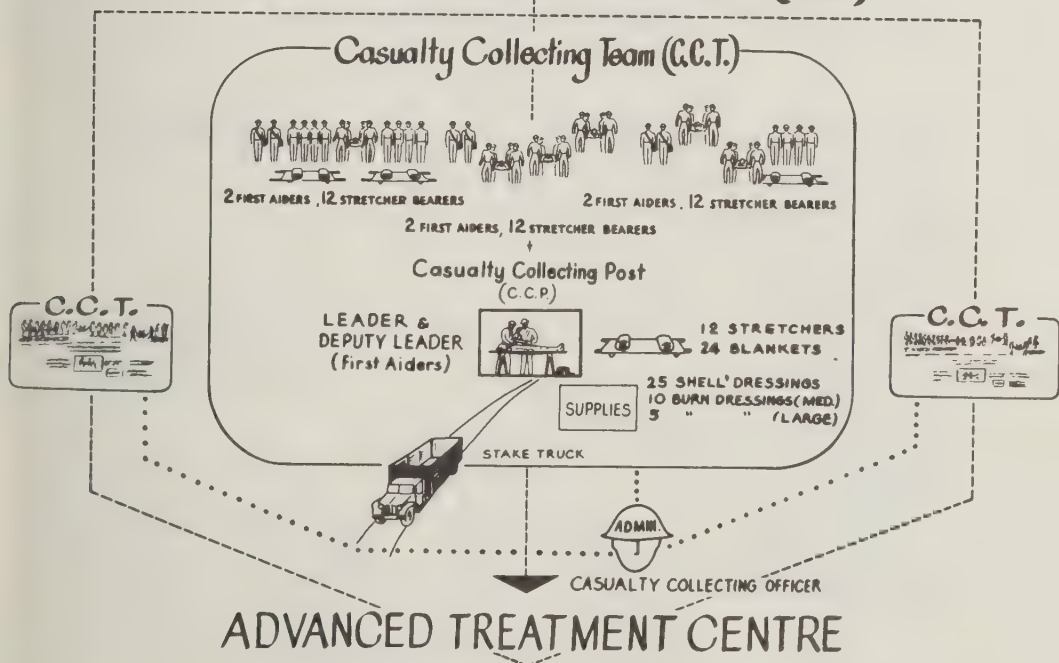 Casualty Collecting Team (C.C.T.)
2 FIRST AIDERS, 12 STRETCHER BEARERS
2 FIRST AIDERS, 12 STRETCHER BEARERS
2 FIRST AIDERS, 12 STRETCHER BEARERS
Casualty Collecting Post
(C.C.P.)
C.C.T.
LEADER &
DEPUTY LEADER
(First Aiders)
12 STRETCHERS
24 BLANKETS
C.C.T.
SUPPLIES
25 SHELL DRESSINGS
10 BURN DRESSINGS (MED.)
5 " " (LARGE)
STAKE TRUCK
ADMIN.
CASUALTY COLLECTING OFFICER
ADVANCED TREATMENT CENTRE